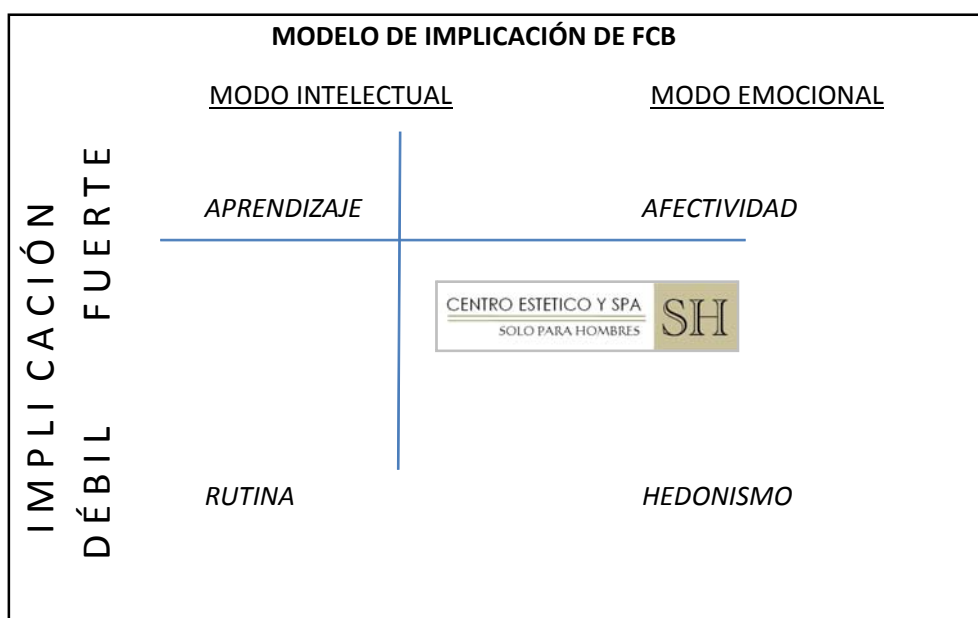 MODELO DE IMPLICACIÓN DE FCB
MODO INTELECTUAL
MODO EMOCIONAL
IMPLICACIÓN
FUERTE
DÉBIL
APRENDIZAJE
AFECTIVIDAD
CENTRO ESTETICO Y SPA
SOLO PARA HOMBRES
SH
RUTINA
HEDONISMO